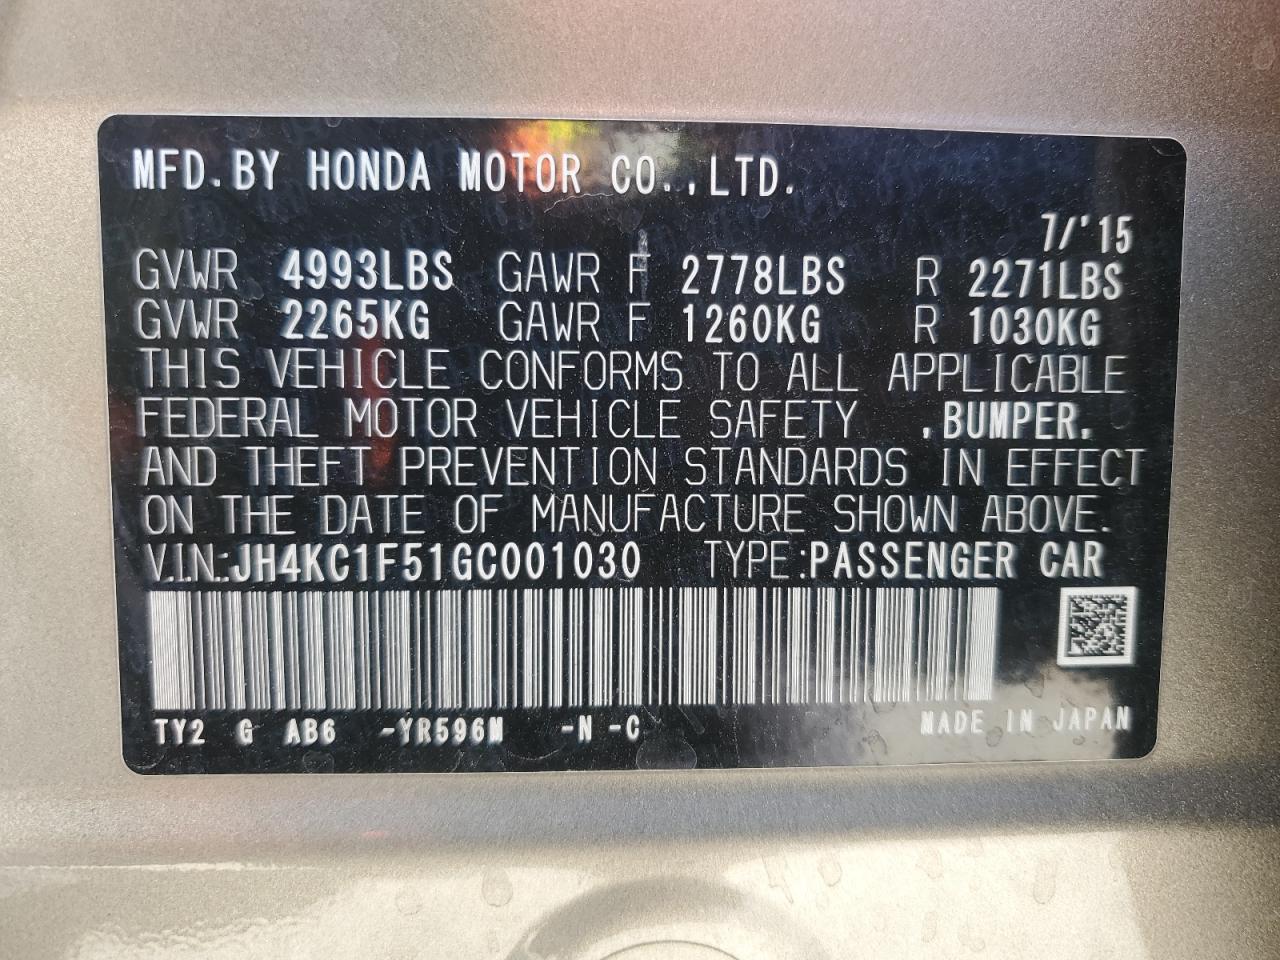 MFD.BY HONDA MOTOR CO.,LTD.
7/'15
GVWR 4993LBS GAWR F 2778LBS R 2271LBS
GVWR 2265KG GAWR F 1260KG R 1030KG
THIS VEHICLE CONFORMS TO ALL APPLICABLE
FEDERAL MOTOR VEHICLE SAFETY ,BUMPER,
AND THEFT PREVENTION STANDARDS IN EFFECT
ON THE DATE OF MANUFACTURE SHOWN ABOVE.
V.I.N.:JH4KC1F51GC001030 TYPE:PASSENGER CAR
TY2 G AB6 -YR596M -N -C MADE IN JAPAN